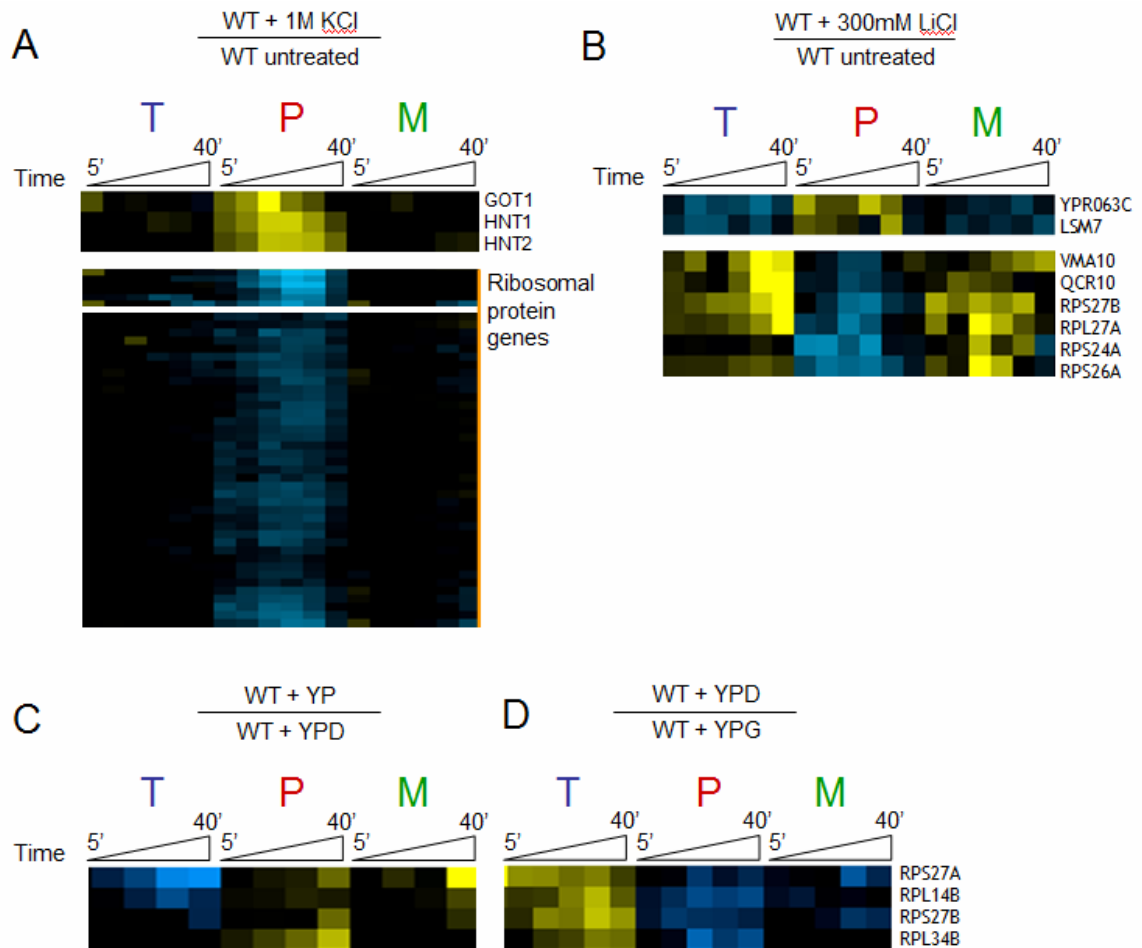 A
WT + 1M KCl
WT untreated
T P M
5' 40' 5' 40' 5' 40'
Time
GOT1
HNT1
HNT2
Ribosomal
protein
genes
B
WT + 300mM LiCl
WT untreated
T P M
5' 40' 5' 40' 5' 40'
Time
YPR063C
LSM7
VMA10
QCR10
RPS27B
RPL27A
RPS24A
RPS26A
C
WT + YP
WT + YPD
T P M
5' 40' 5' 40' 5' 40'
Time
D
WT + YPD
WT + YPG
T P M
5' 40' 5' 40' 5' 40'
RPS27A
RPL14B
RPS27B
RPL34B